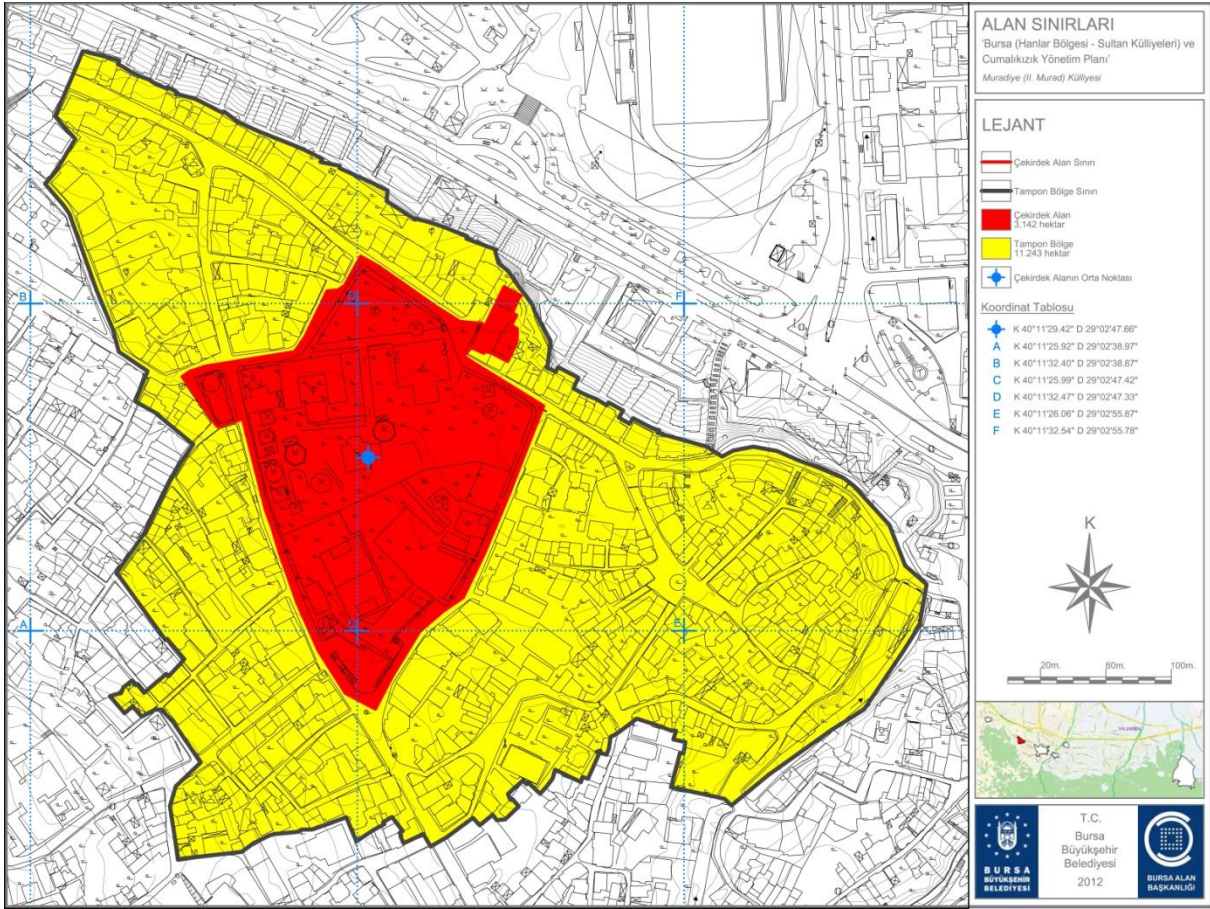 ALAN SINIRLARI
'Bursa (Hanlar Bölgesi - Sultan Külliyeleri) ve
Cumalıkızık Yönetim Planı'
Muradiye (II. Murad) Külliyesi
LEJANT
Çekirdek Alan Sınırı
Tampon Bölge Sınırı
Çekirdek Alan
3.142 hektar
Tampon Bölge
11.243 hektar
Çekirdek Alanın Orta Noktası
Koordinat Tablosu
K 40°11'29.42" D 29°02'47.66"
A K 40°11'25.92" D 29°02'38.97"
B K 40°11'32.40" D 29°02'38.87"
C K 40°11'25.99" D 29°02'47.42"
D K 40°11'32.47" D 29°02'47.33"
E K 40°11'26.06" D 29°02'55.87"
F K 40°11'32.54" D 29°02'55.78"
K
20m. 60m. 100m.
T.C.
Bursa
Büyükşehir
Belediyesi
2012
BURSA
BÜYÜKŞEHİR
BELEDİYESİ
BURSA ALAN
BAŞKANLIĞI
B
D
F
A
C
E